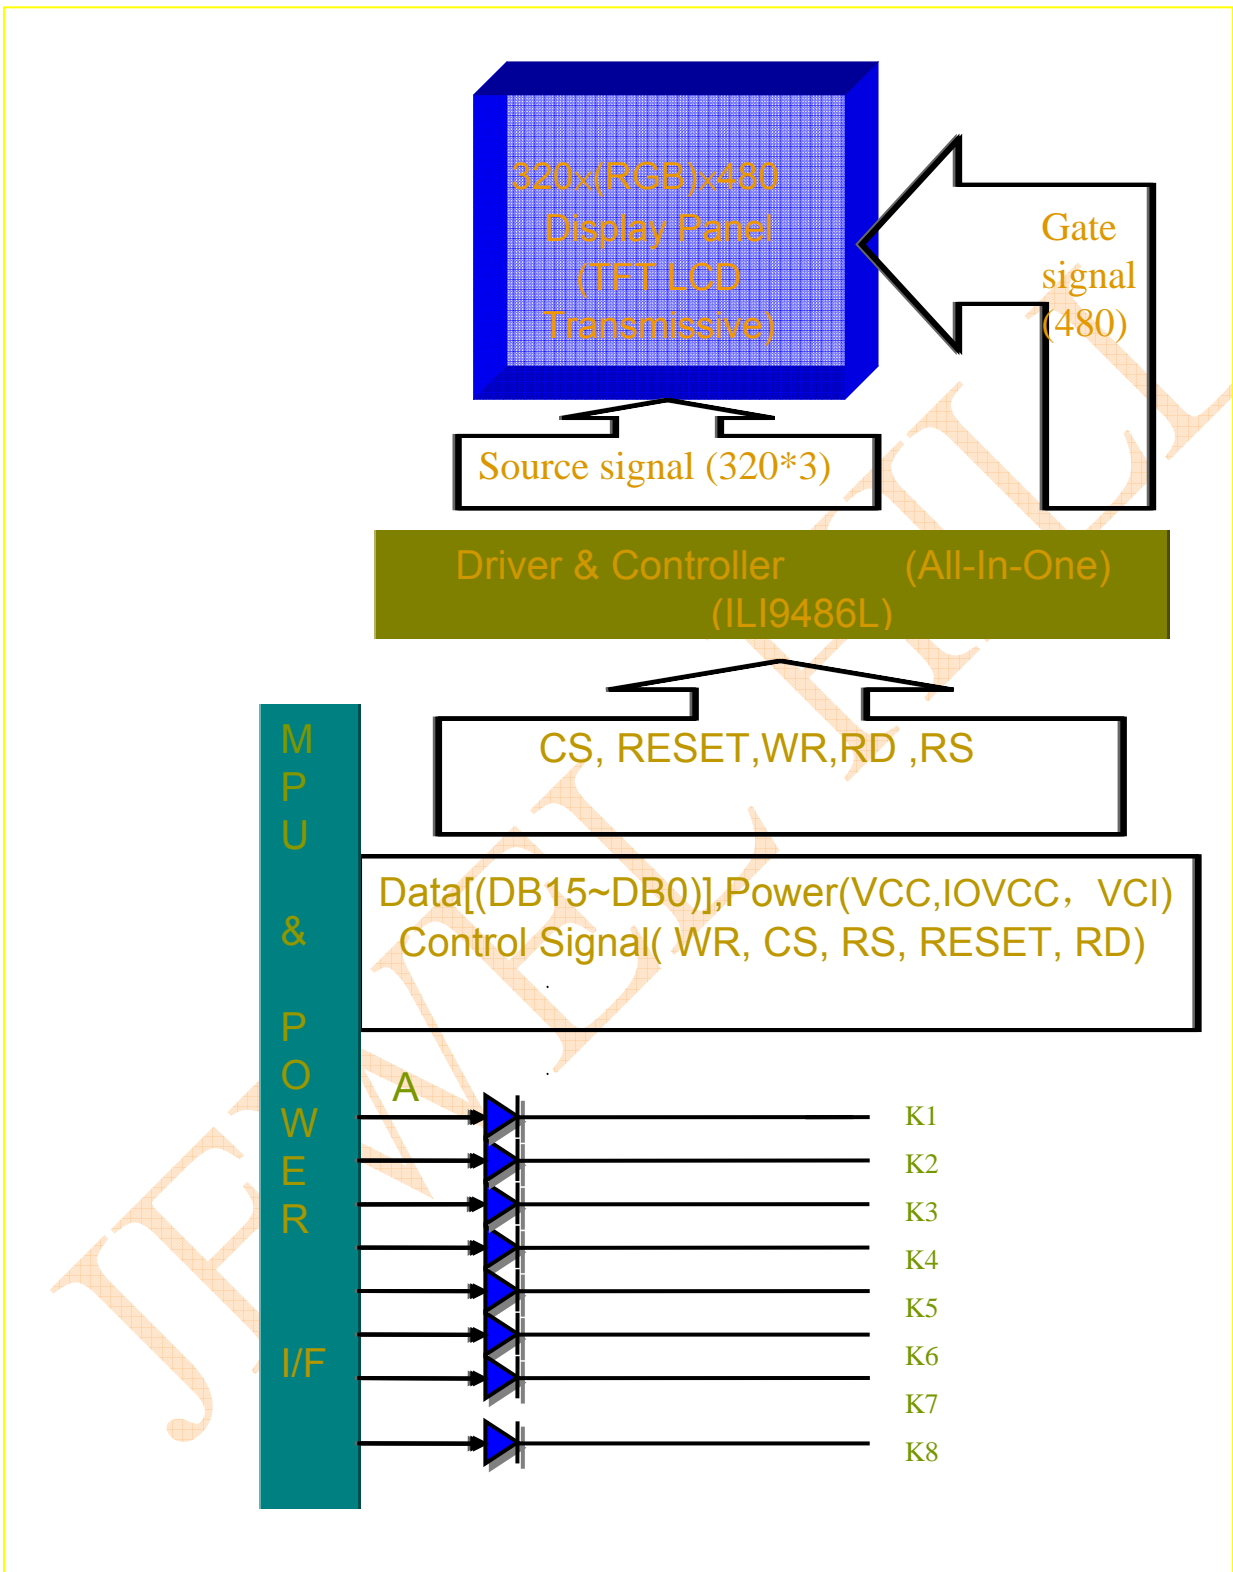 320×(RGB)×480
Display Panel
(TFT LCD
Transmissive)
Gate
signal
(480)
Source signal (320*3)
Driver & Controller (All-In-One)
(ILI9486L)
CS, RESET,WR,RD ,RS
Data[(DB15~DB0)],Power(VCC,IOVCC，VCI)
Control Signal( WR, CS, RS, RESET, RD)
M
P
U
&
P
O
W
E
R
I/F
A
K1
K2
K3
K4
K5
K6
K7
K8
JEWEL HILL